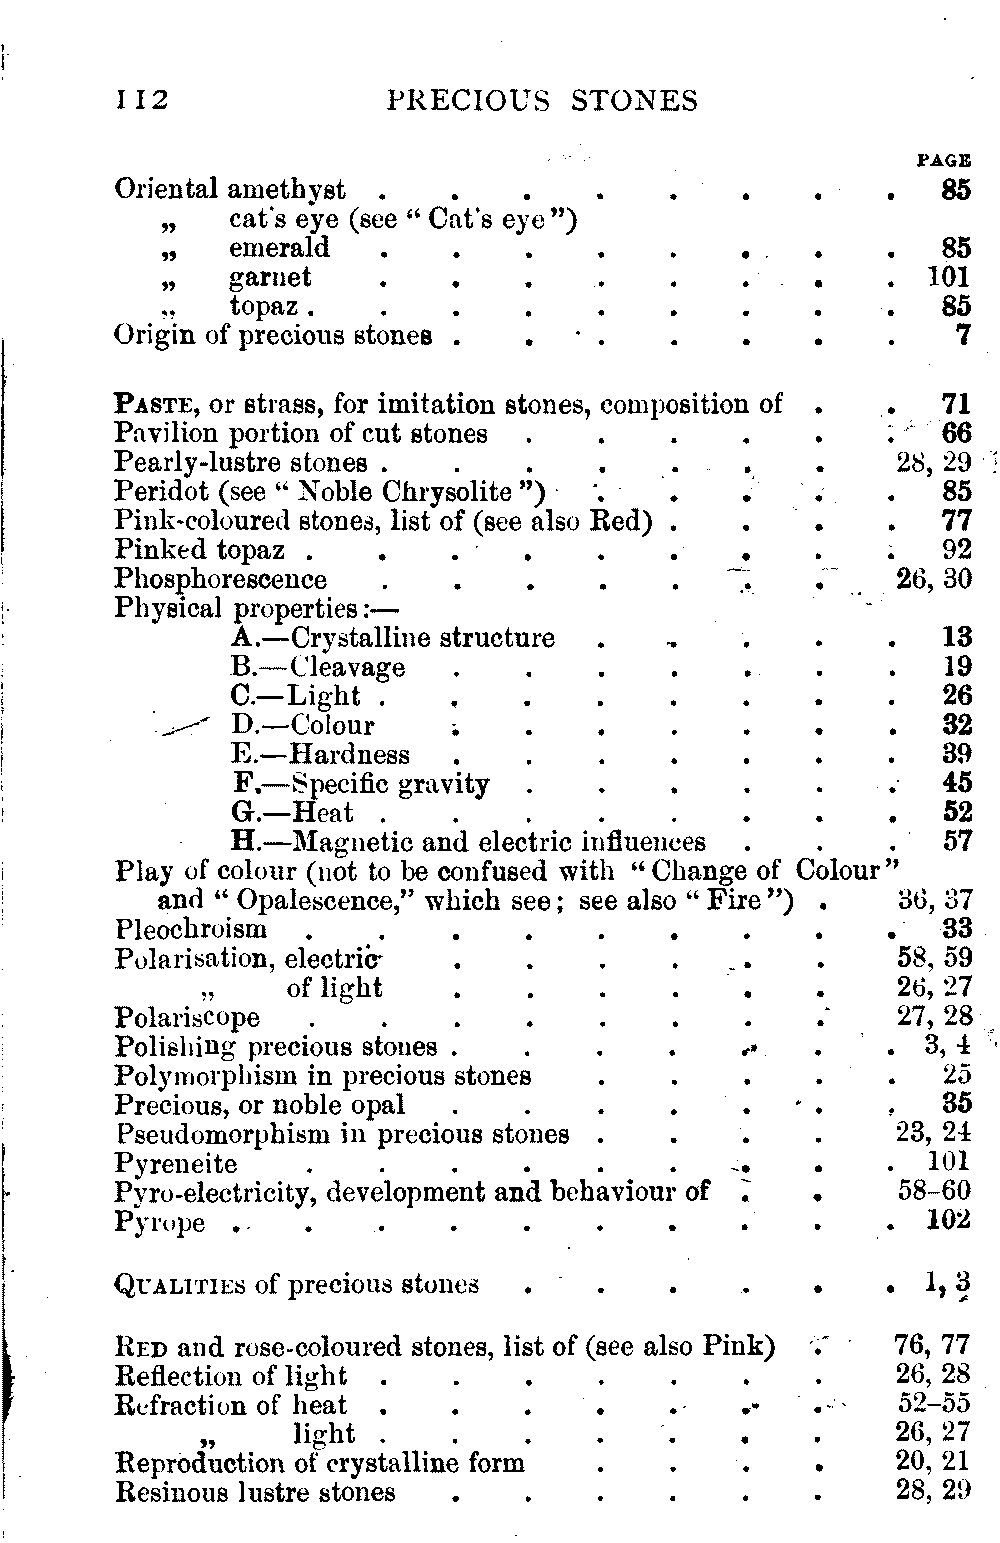 112 PRECIOUS STONES
PAGE
Oriental amethyst . . . . . . . . 85
„ cat's eye (see “ Cat's eye”)
„ emerald . . . . . . . . 85
„ garnet . . . . . . . . 101
„ topaz . . . . . . . . . 85
Origin of precious stones . . . . . . . 7
PASTE, or strass, for imitation stones, composition of . . 71
Pavilion portion of cut stones . . . . . . 66
Pearly-lustre stones . . . . . . . 28, 29
Peridot (see “ Noble Chrysolite ”) . . . . . 85
Pink-coloured stones, list of (see also Red) . . . . 77
Pinked topaz . . . . . . . . . 92
Phosphorescence . . . . . . . 26, 30
Physical properties:—
A.—Crystalline structure . . . . . 13
B.—Cleavage . . . . . . . 19
C.—Light . . . . . . . . 26
D.—Colour . . . . . . . 32
E.—Hardness . . . . . . . 39
F.—Specific gravity . . . . . . 45
G.—Heat . . . . . . . . 52
H.—Magnetic and electric influences . . . 57
Play of colour (not to be confused with “ Change of Colour”
and “ Opalescence,” which see; see also “ Fire”) . 36, 37
Pleochroism . . . . . . . . . 33
Polarisation, electric . . . . . . 58, 59
„ of light . . . . . . 26, 27
Polariscope . . . . . . . . 27, 28
Polishing precious stones . . . . . . . 3, 4
Polymorphism in precious stones . . . . . 25
Precious, or noble opal . . . . . . . 35
Pseudomorphism in precious stones . . . . 23, 24
Pyreneite . . . . . . . . . 101
Pyro-electricity, development and behaviour of . . 58–60
Pyrope . . . . . . . . . . 102
QUALITIES of precious stones . . . . . . 1, 3
RED and rose-coloured stones, list of (see also Pink) . 76, 77
Reflection of light . . . . . . . 26, 28
Refraction of heat . . . . . . . 52–55
„ light . . . . . . . 26, 27
Reproduction of crystalline form . . . . 20, 21
Resinous lustre stones . . . . . . 28, 29